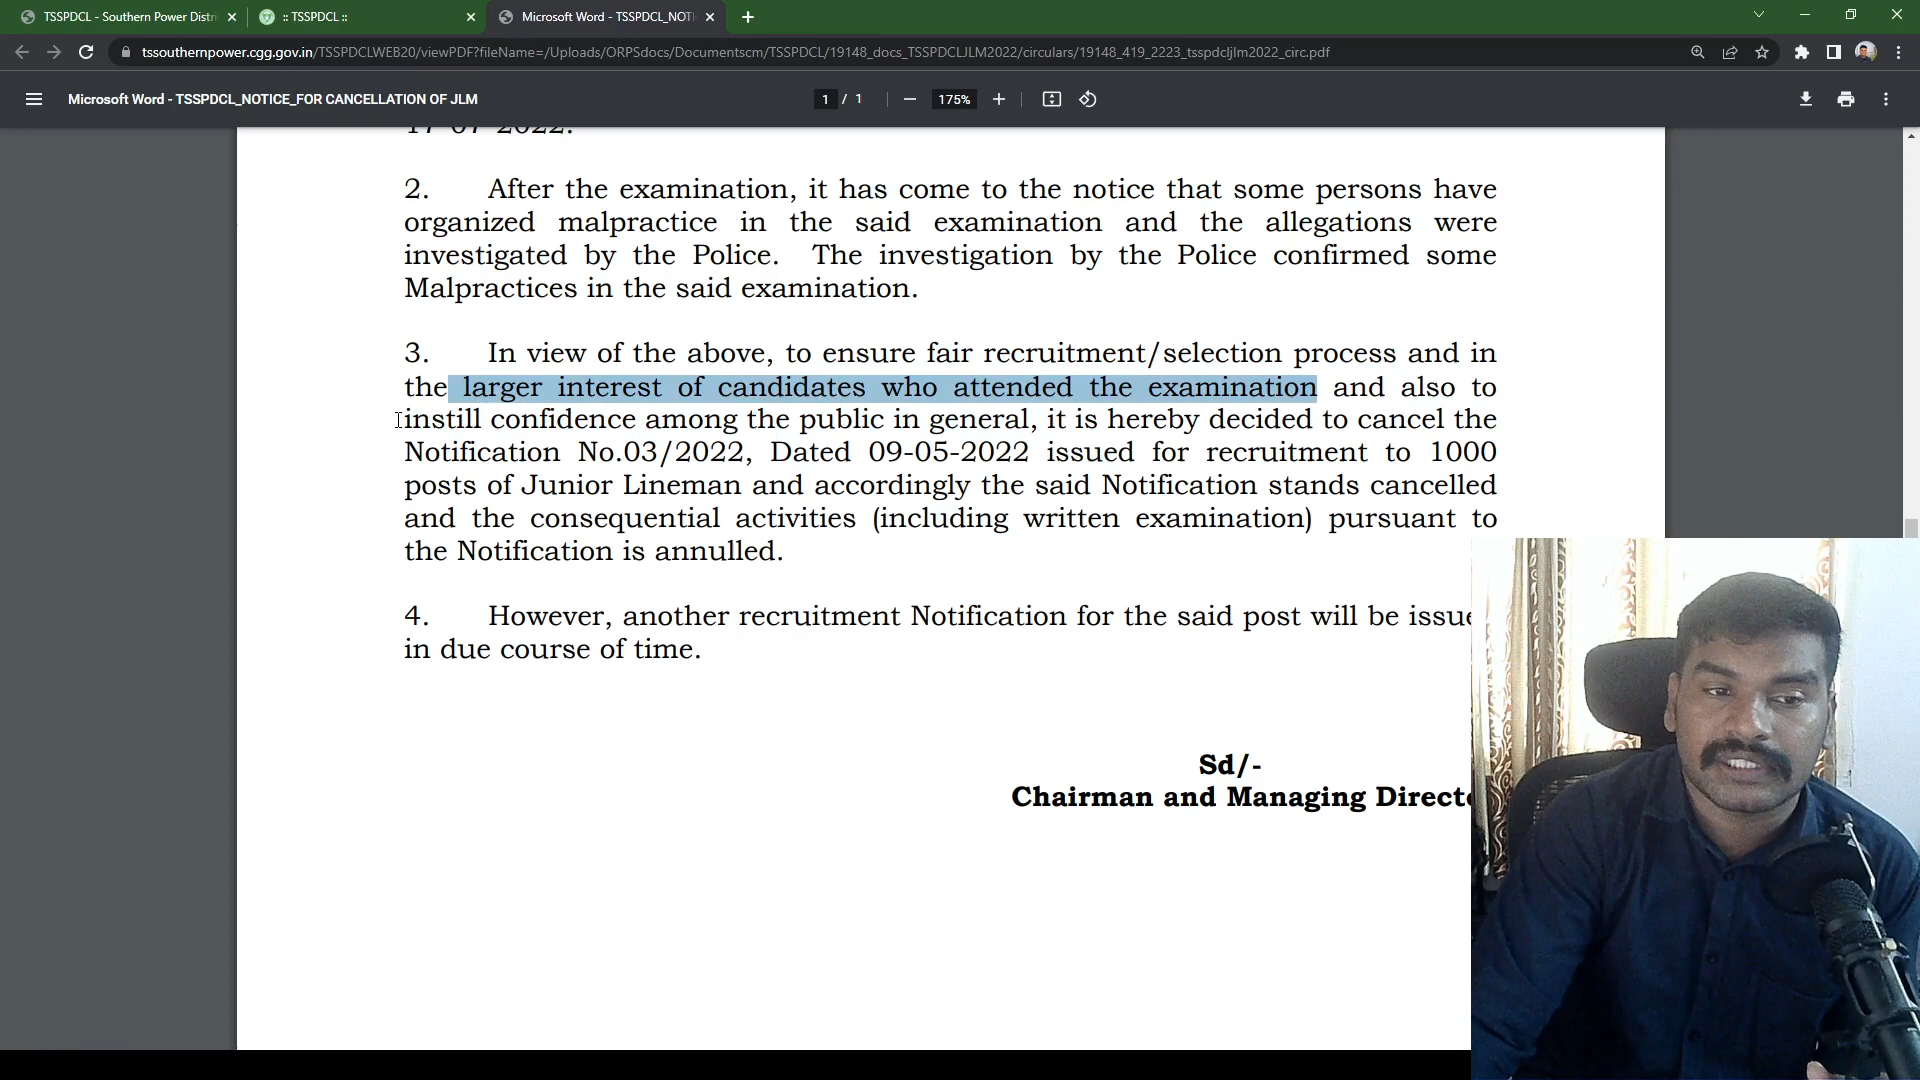 TSSPDCL - Southern Power Distri
:: TSSPDCL ::
Microsoft Word - TSSPDCL_NOTI
tssouthernpower.cgg.gov.in/TSSPDCLWEB20/viewPDF?fileName=/Uploads/ORPSdocs/Documentscm/TSSPDCL/19148_docs_TSSPDCLJLM2022/circulars/19148_419_2223_tsspdcljlm2022_circ.pdf
Microsoft Word - TSSPDCL_NOTICE_FOR CANCELLATION OF JLM
1 / 1
175%
17-07-2022.
2. After the examination, it has come to the notice that some persons have
organized malpractice in the said examination and the allegations were
investigated by the Police. The investigation by the Police confirmed some
Malpractices in the said examination.
3. In view of the above, to ensure fair recruitment/selection process and in
the larger interest of candidates who attended the examination and also to
instill confidence among the public in general, it is hereby decided to cancel the
Notification No.03/2022, Dated 09-05-2022 issued for recruitment to 1000
posts of Junior Lineman and accordingly the said Notification stands cancelled
and the consequential activities (including written examination) pursuant to
the Notification is annulled.
4. However, another recruitment Notification for the said post will be issue
in due course of time.
Sd/-
Chairman and Managing Direct